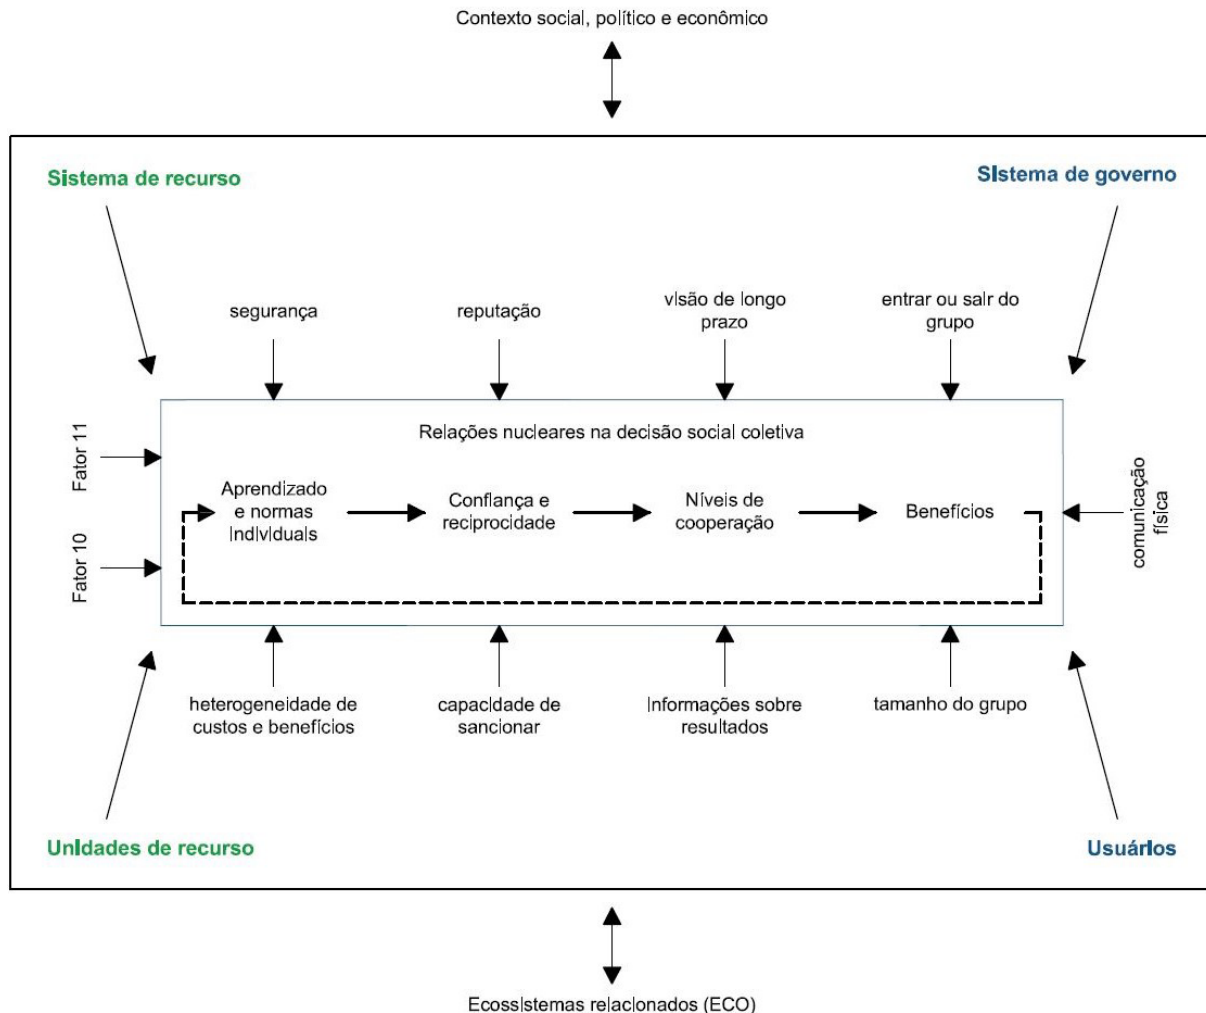 Contexto social, político e econômico
Sistema de recurso
Sistema de governo
segurança
reputação
visão de longo
prazo
entrar ou sair do
grupo
Relações nucleares na decisão social coletiva
Fator 11
Fator 10
Aprendizado
e normas
individuais
Confiança e
reciprocidade
Níveis de
cooperação
Benefícios
comunicação
física
heterogeneidade de
custos e benefícios
capacidade de
sancionar
informações sobre
resultados
tamanho do grupo
Unidades de recurso
Usuários
Ecossistemas relacionados (ECO)